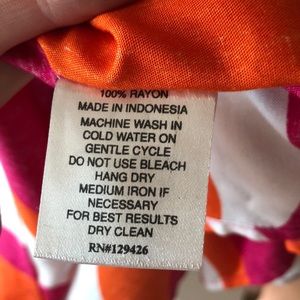 100% RAYON
MADE IN INDONESIA
MACHINE WASH IN
COLD WATER ON
GENTLE CYCLE
DO NOT USE BLEACH
HANG DRY
MEDIUM IRON IF
NECESSARY
FOR BEST RESULTS
DRY CLEAN
RN#129426